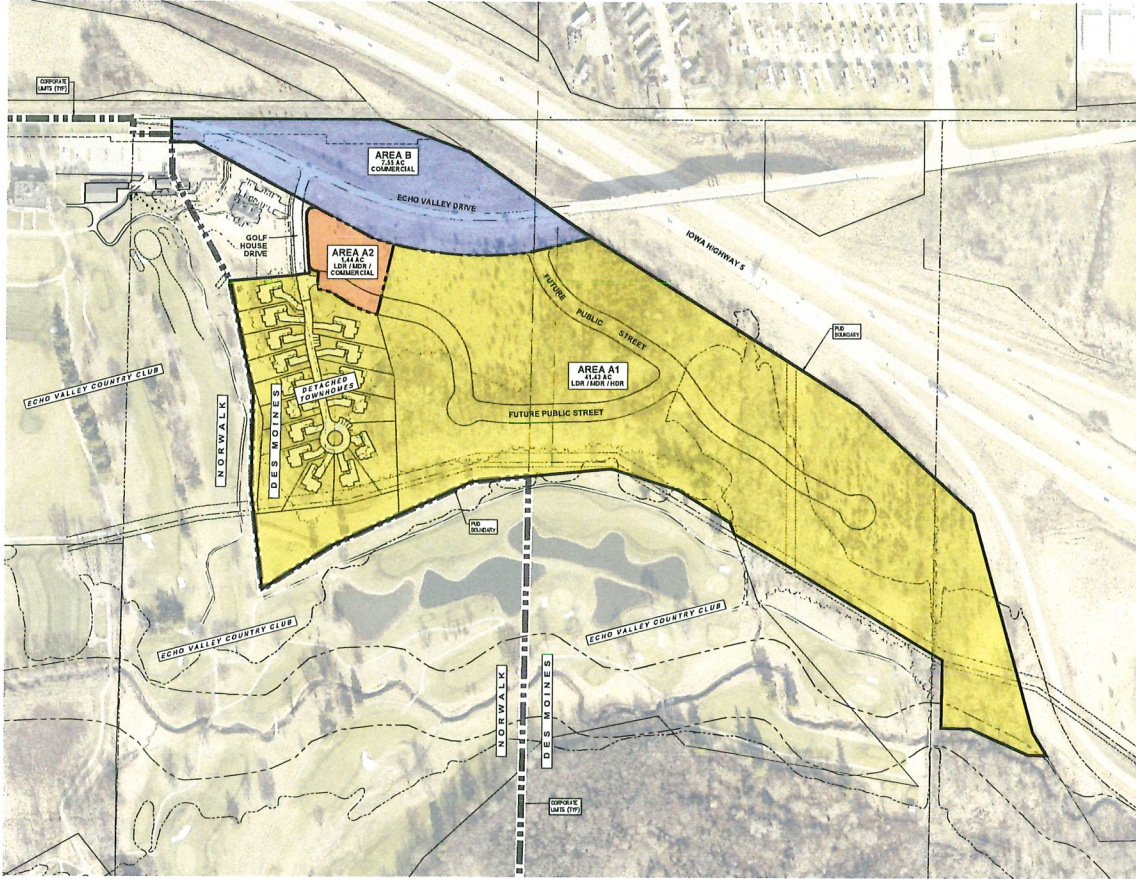 CORPORATE
LIMITS (TYP)
AREA B
7.55 AC
COMMERCIAL
ECHO VALLEY DRIVE
GOLF
HOUSE
DRIVE
AREA A2
1.44 AC
LDR / MDR /
COMMERCIAL
IOWA HIGHWAY 5
FUTURE
PUBLIC
STREET
PUD
BOUNDARY
AREA A1
41.43 AC
LDR / MDR / HDR
ECHO VALLEY COUNTRY CLUB
DETACHED
TOWNHOMES
FUTURE PUBLIC STREET
NORWALK
DES MOINES
PUD
BOUNDARY
ECHO VALLEY COUNTRY CLUB
ECHO VALLEY COUNTRY CLUB
NORWALK
DES MOINES
CORPORATE
LIMITS (TYP)